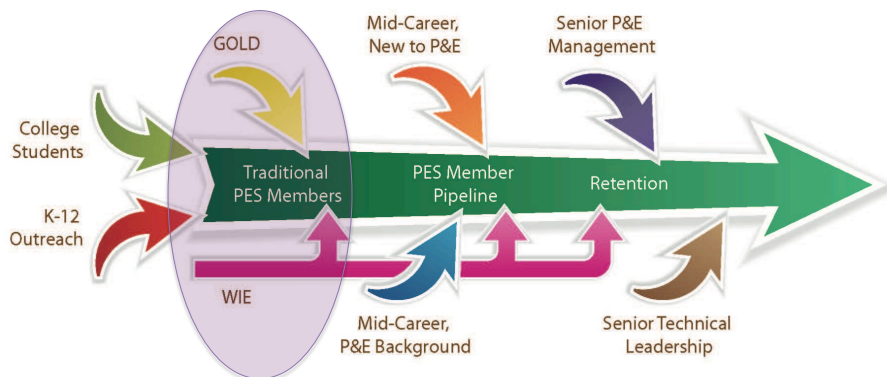 GOLD
Mid-Career,
New to P&E
Senior P&E
Management
College
Students
Traditional
PES Members
PES Member
Pipeline
Retention
K-12
Outreach
WIE
Mid-Career,
P&E Background
Senior Technical
Leadership